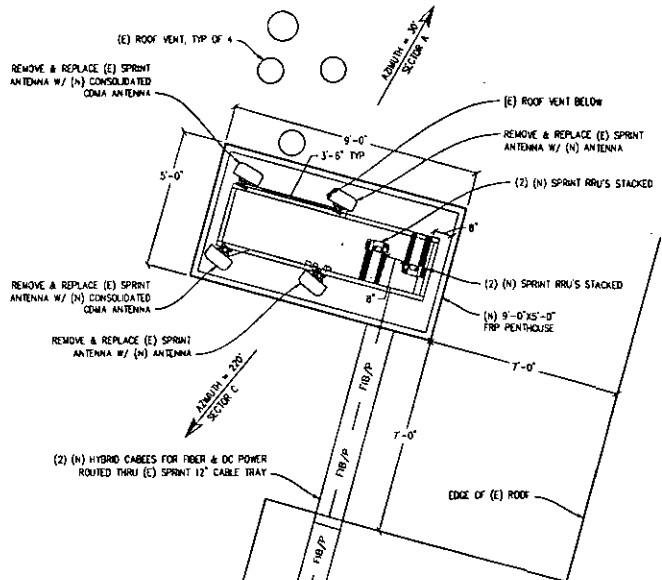 (E) ROOF VENT, TYP OF 4
REMOVE & REPLACE (E) SPRINT
ANTENNA W/ (N) CONSOLIDATED
CDMA ANTENNA
AZIMUTH = 30°
SECTOR A
(E) ROOF VENT BELOW
REMOVE & REPLACE (E) SPRINT
ANTENNA W/ (N) ANTENNA
9'-0"
3'-6" TYP
5'-0"
(2) (N) SPRINT RRU'S STACKED
8"
(2) (N) SPRINT RRU'S STACKED
8"
REMOVE & REPLACE (E) SPRINT
ANTENNA W/ (N) CONSOLIDATED
CDMA ANTENNA
(N) 9'-0"X5'-0"
FRP PENTHOUSE
REMOVE & REPLACE (E) SPRINT
ANTENNA W/ (N) ANTENNA
7'-0"
AZIMUTH = 220°
SECTOR C
FIB/P
7'-0"
(2) (N) HYBRID CABLES FOR FIBER & DC POWER
ROUTED THRU (E) SPRINT 12" CABLE TRAY
FIB/P
EDGE OF (E) ROOF
FIB/P